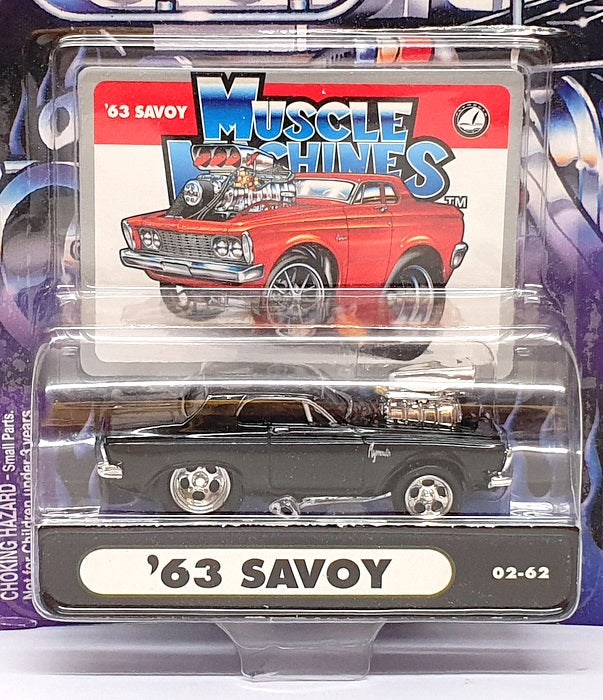 '63 SAVOY
MUSCLE
MACHINES
TM
Plymouth
'63 SAVOY
02-62
CHOKING HAZARD - Small Parts.
Not for Children under 3 years